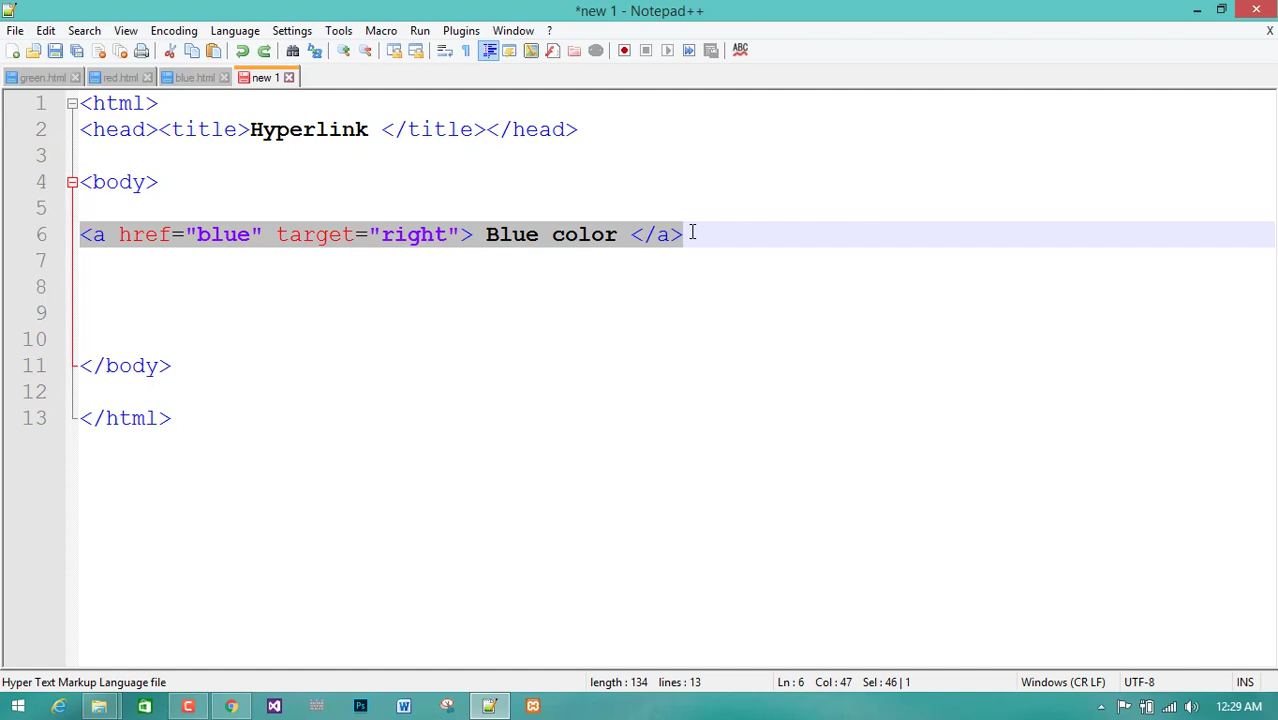 *new 1 - Notepad++
File Edit Search View Encoding Language Settings Tools Macro Run Plugins Window ? X
green.html red.html blue.html new 1
1 <html>
2 <head><title>Hyperlink </title></head>
3
4 <body>
5
6 <a href="blue" target="right"> Blue color </a>
7
8
9
10
11 </body>
12
13 </html>
Hyper Text Markup Language file length : 134 lines : 13 Ln : 6 Col : 47 Sel : 46 | 1 Windows (CR LF) UTF-8 INS
12:29 AM